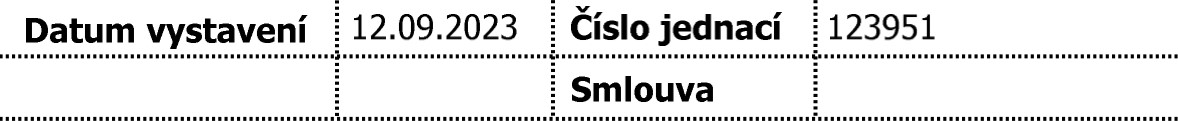 Datum vystavení 12.09.2023 Číslo jednací 123951
Smlouva